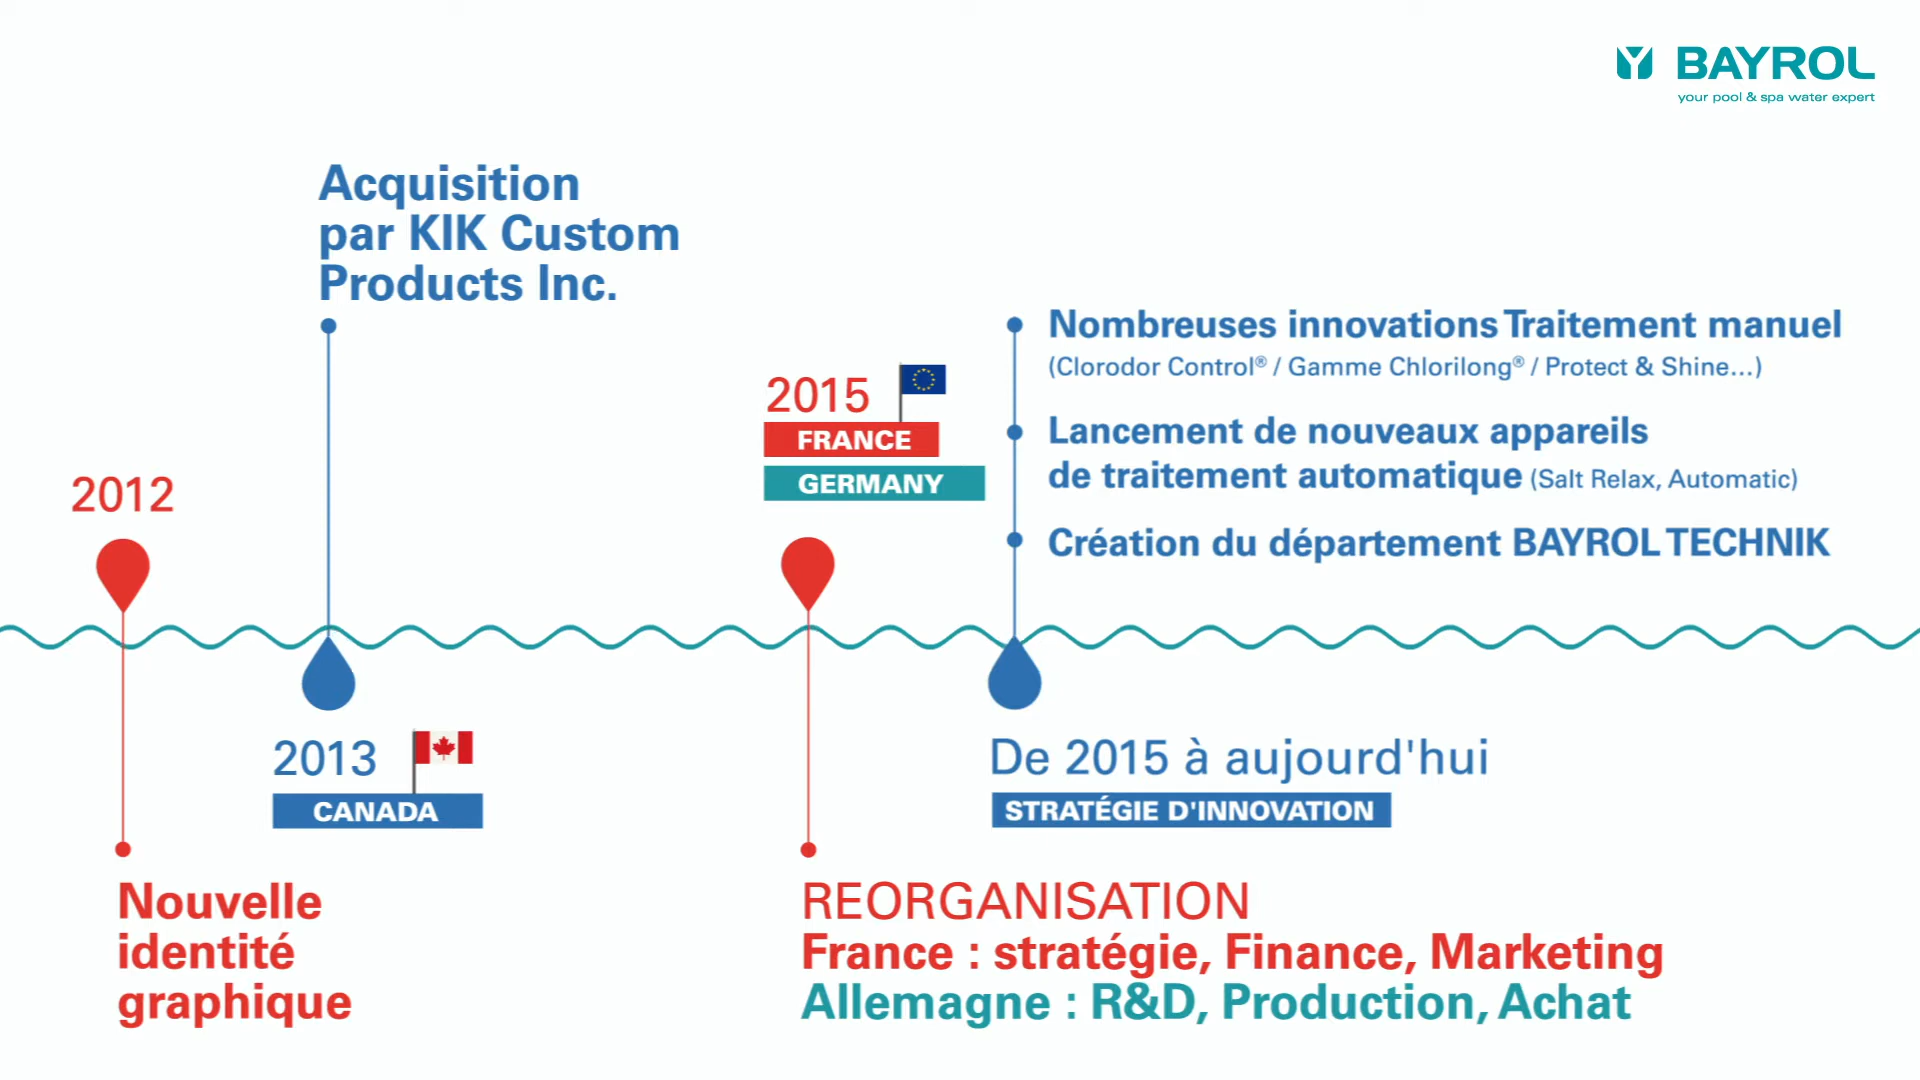 BAYROL
your pool & spa water expert
2012
Nouvelle
identité
graphique
Acquisition
par KIK Custom
Products Inc.
2013
CANADA
2015
FRANCE
GERMANY
REORGANISATION
France : stratégie, Finance, Marketing
Allemagne : R&D, Production, Achat
Nombreuses innovations Traitement manuel
(Clorodor Control® / Gamme Chlorilong® / Protect & Shine...)
Lancement de nouveaux appareils
de traitement automatique (Salt Relax, Automatic)
Création du département BAYROL TECHNIK
De 2015 à aujourd'hui
STRATÉGIE D'INNOVATION